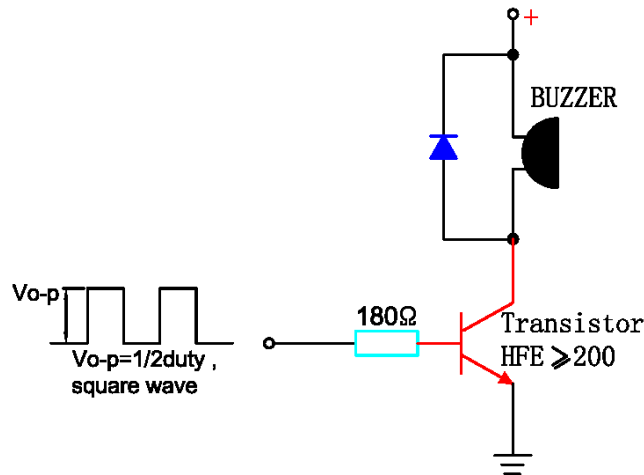 +
BUZZER
Vo-p
180Ω
Transistor
HFE ⩾200
Vo-p=1/2duty ,
square wave